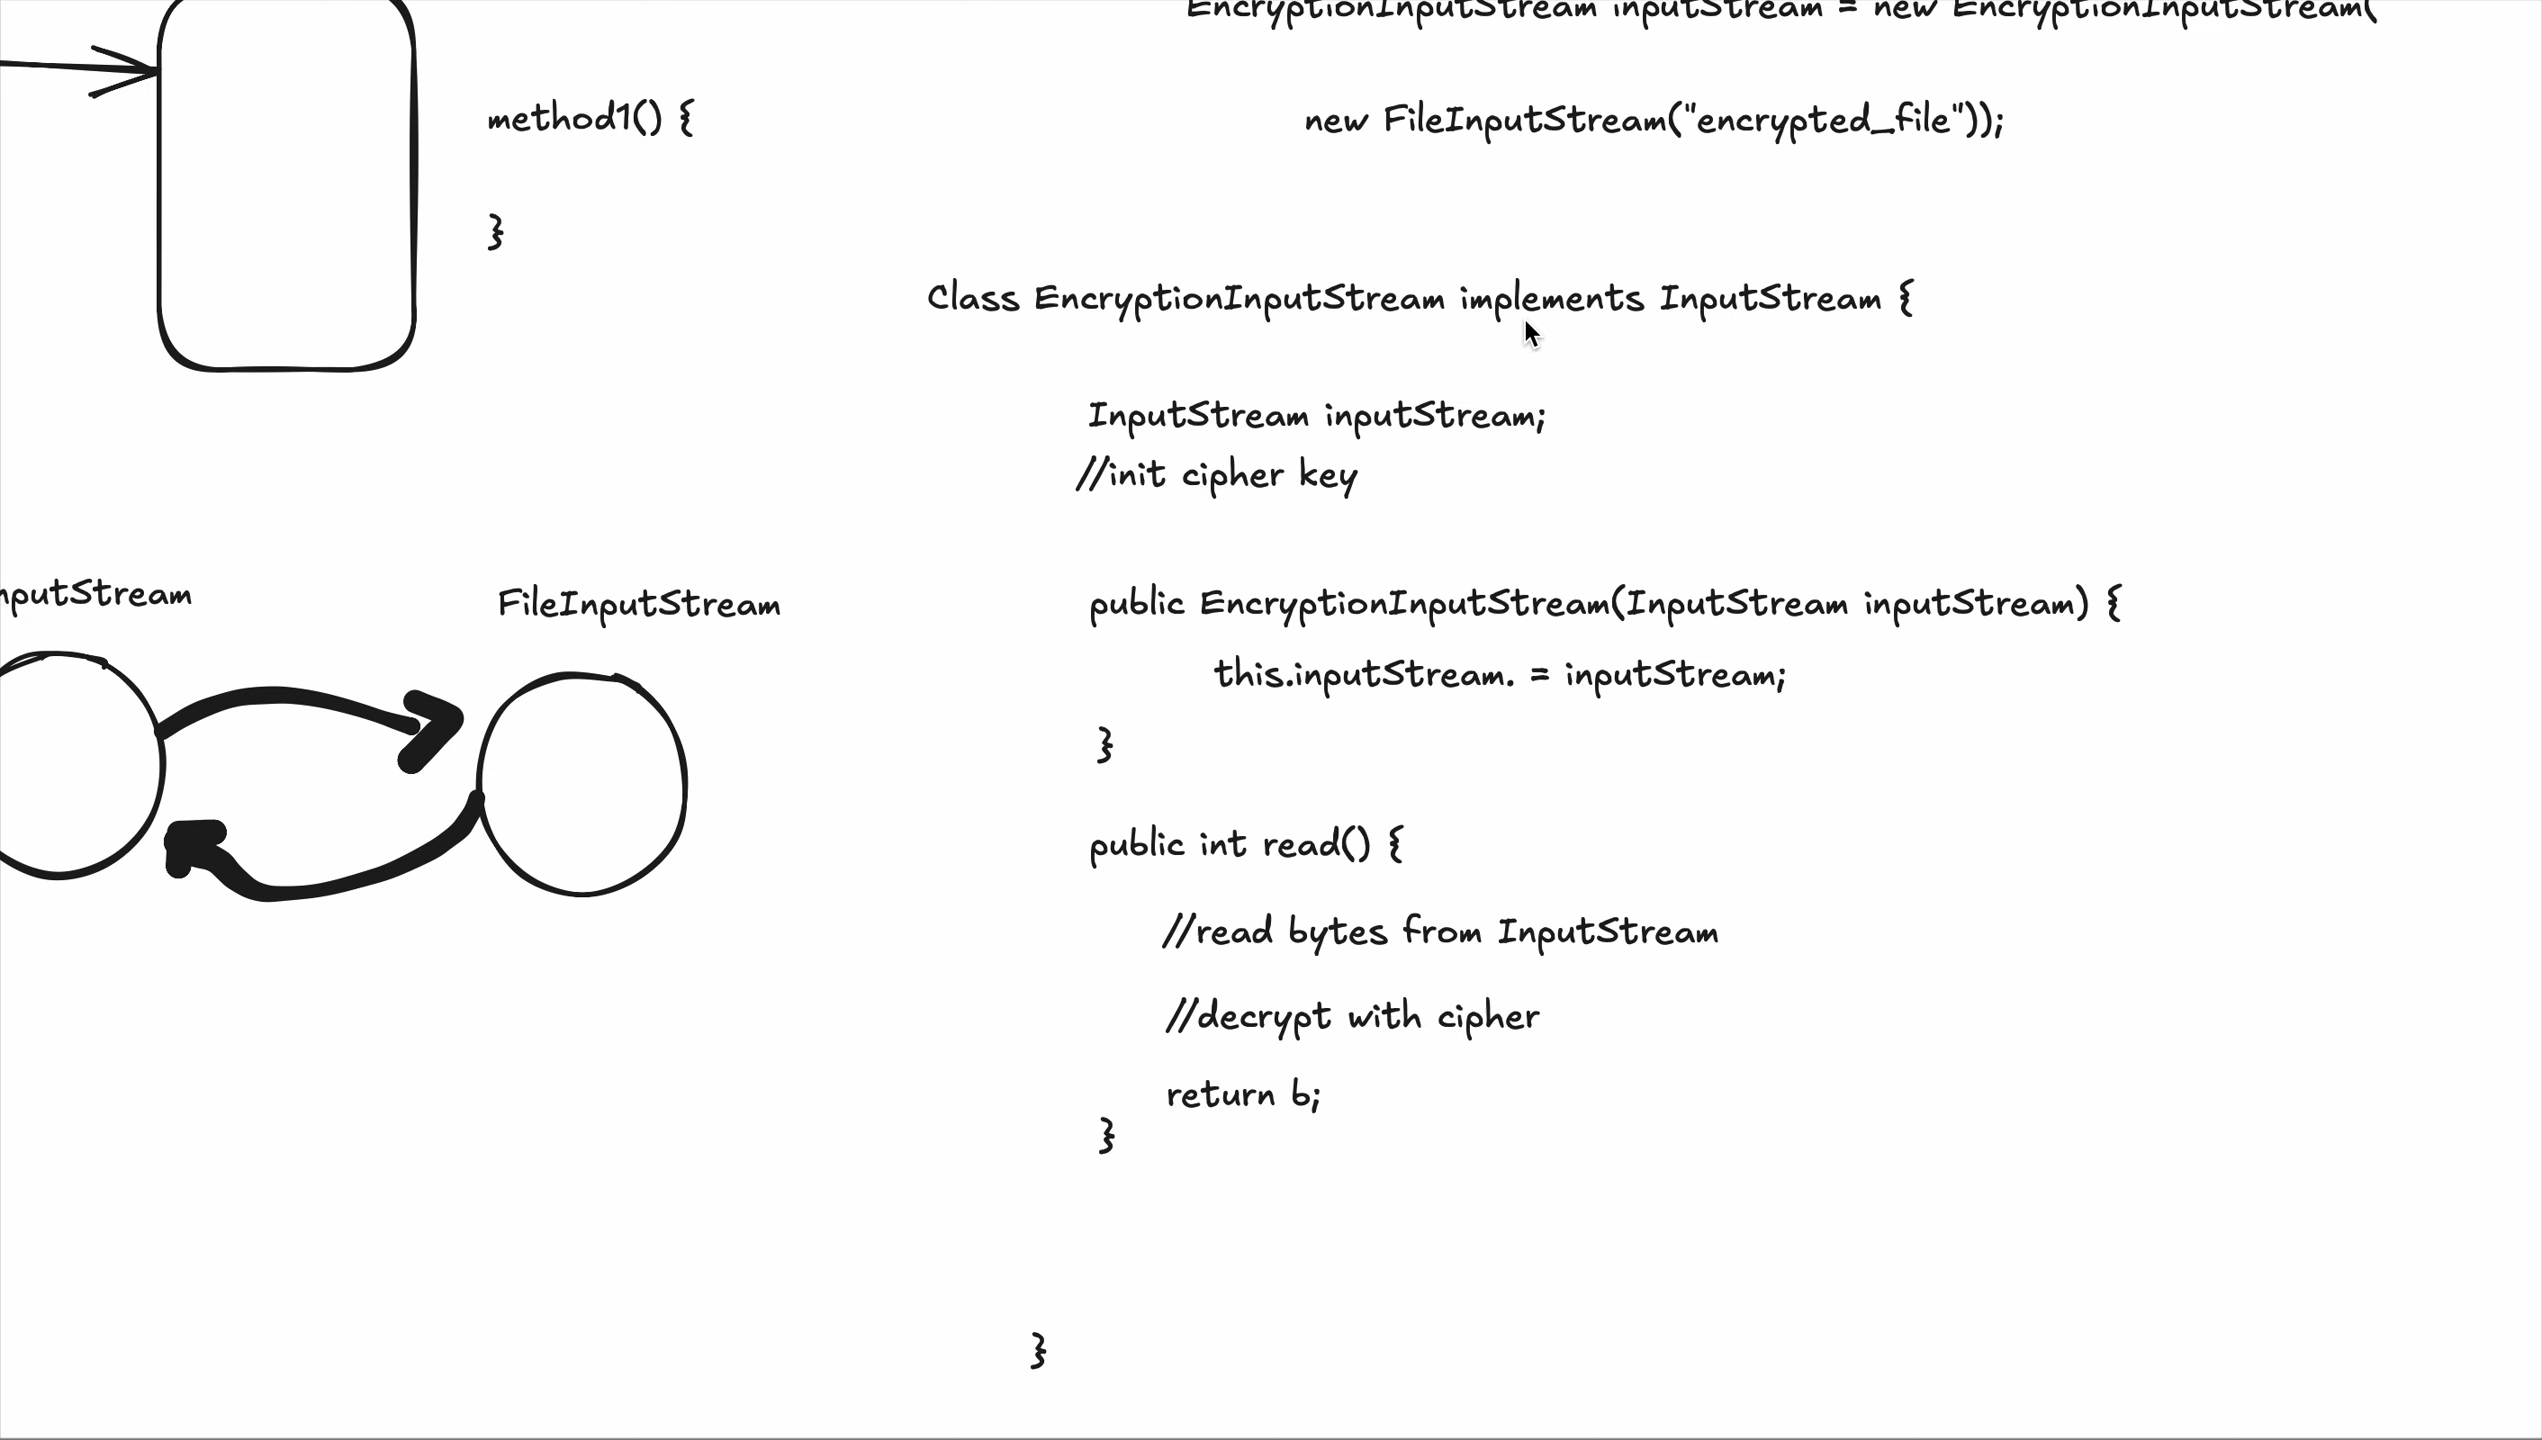 EncryptionInputStream inputStream = new EncryptionInputStream(
new FileInputStream("encrypted_file"));
method1() {
}
Class EncryptionInputStream implements InputStream {
InputStream inputStream;
//init cipher key
public EncryptionInputStream(InputStream inputStream) {
this.inputStream. = inputStream;
}
public int read() {
//read bytes from InputStream
//decrypt with cipher
return b;
}
}
nputStream
FileInputStream